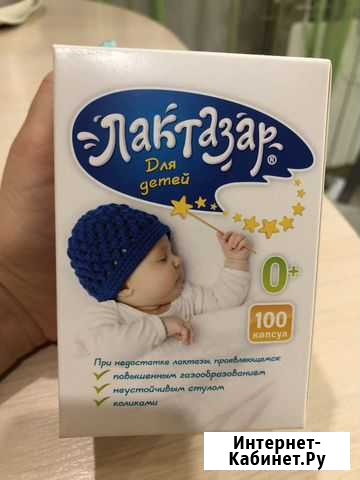 Лактазар®
Для
детей
0+
100
капсул
При недостатке лактазы, проявляющемся
повышенным газообразованием
неустойчивым стулом
коликами
Интернет-
Кабинет.Ру